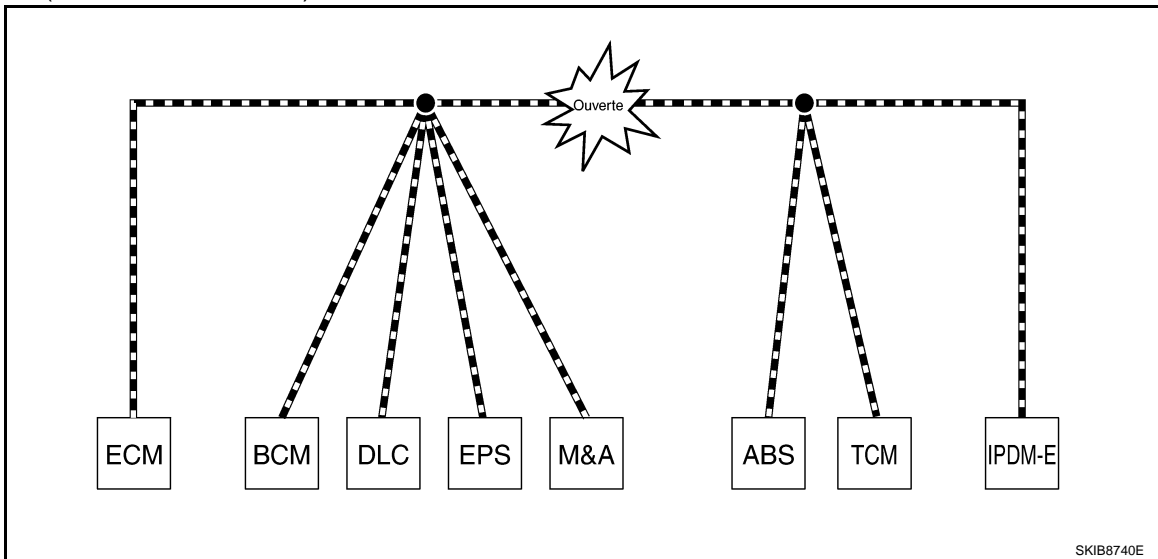 Ouverte
ECM
BCM
DLC
EPS
M&A
ABS
TCM
IPDM-E
SKIB8740E